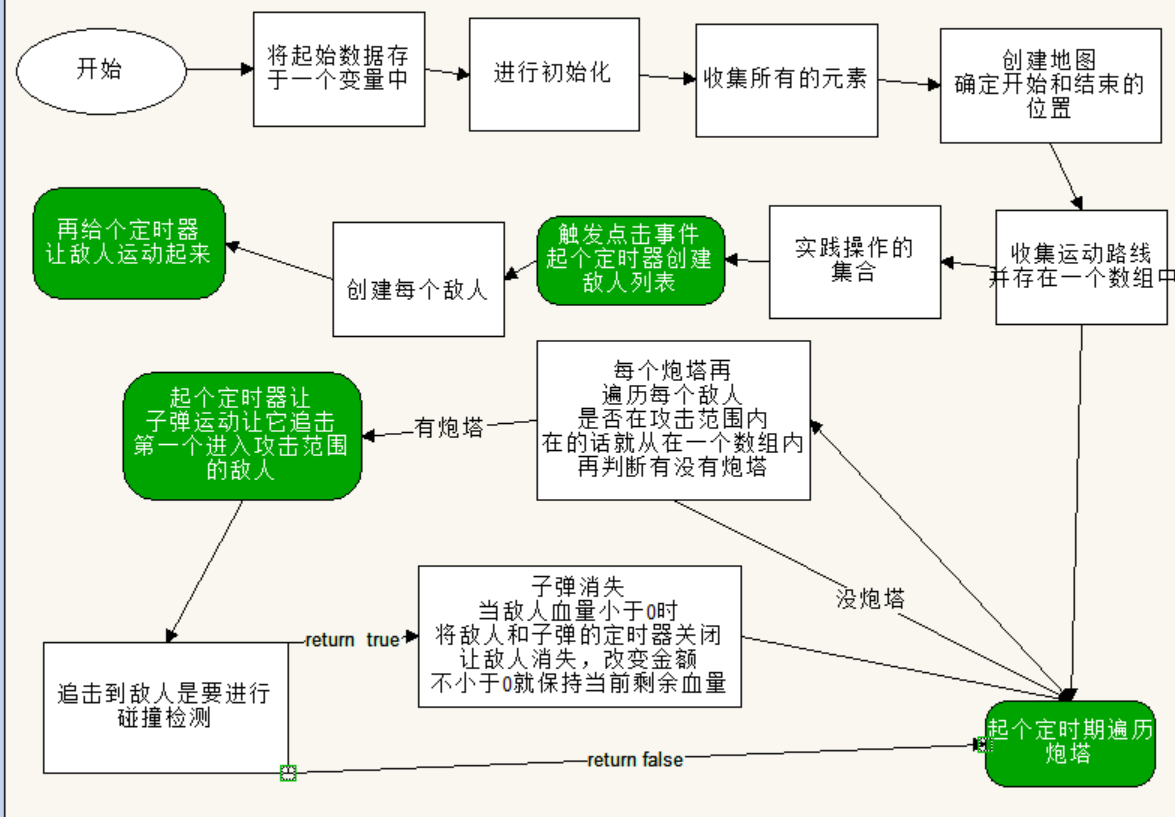 开始
将起始数据存
于一个变量中
进行初始化
收集所有的元素
创建地图
确定开始和结束的
位置
再给个定时器
让敌人运动起来
创建每个敌人
触发点击事件
起个定时器创建
敌人列表
实践操作的
集合
收集运动路线
并存在一个数组中
起个定时器让
子弹运动让它追击
第一个进入攻击范围
的敌人
有炮塔
每个炮塔再
遍历每个敌人
是否在攻击范围内
在的话就从在一个数组内
再判断有没有炮塔
没炮塔
追击到敌人是要进行
碰撞检测
return true
子弹消失
当敌人血量小于0时
将敌人和子弹的定时器关闭
让敌人消失，改变金额
不小于0就保持当前剩余血量
return false
起个定时期遍历
炮塔